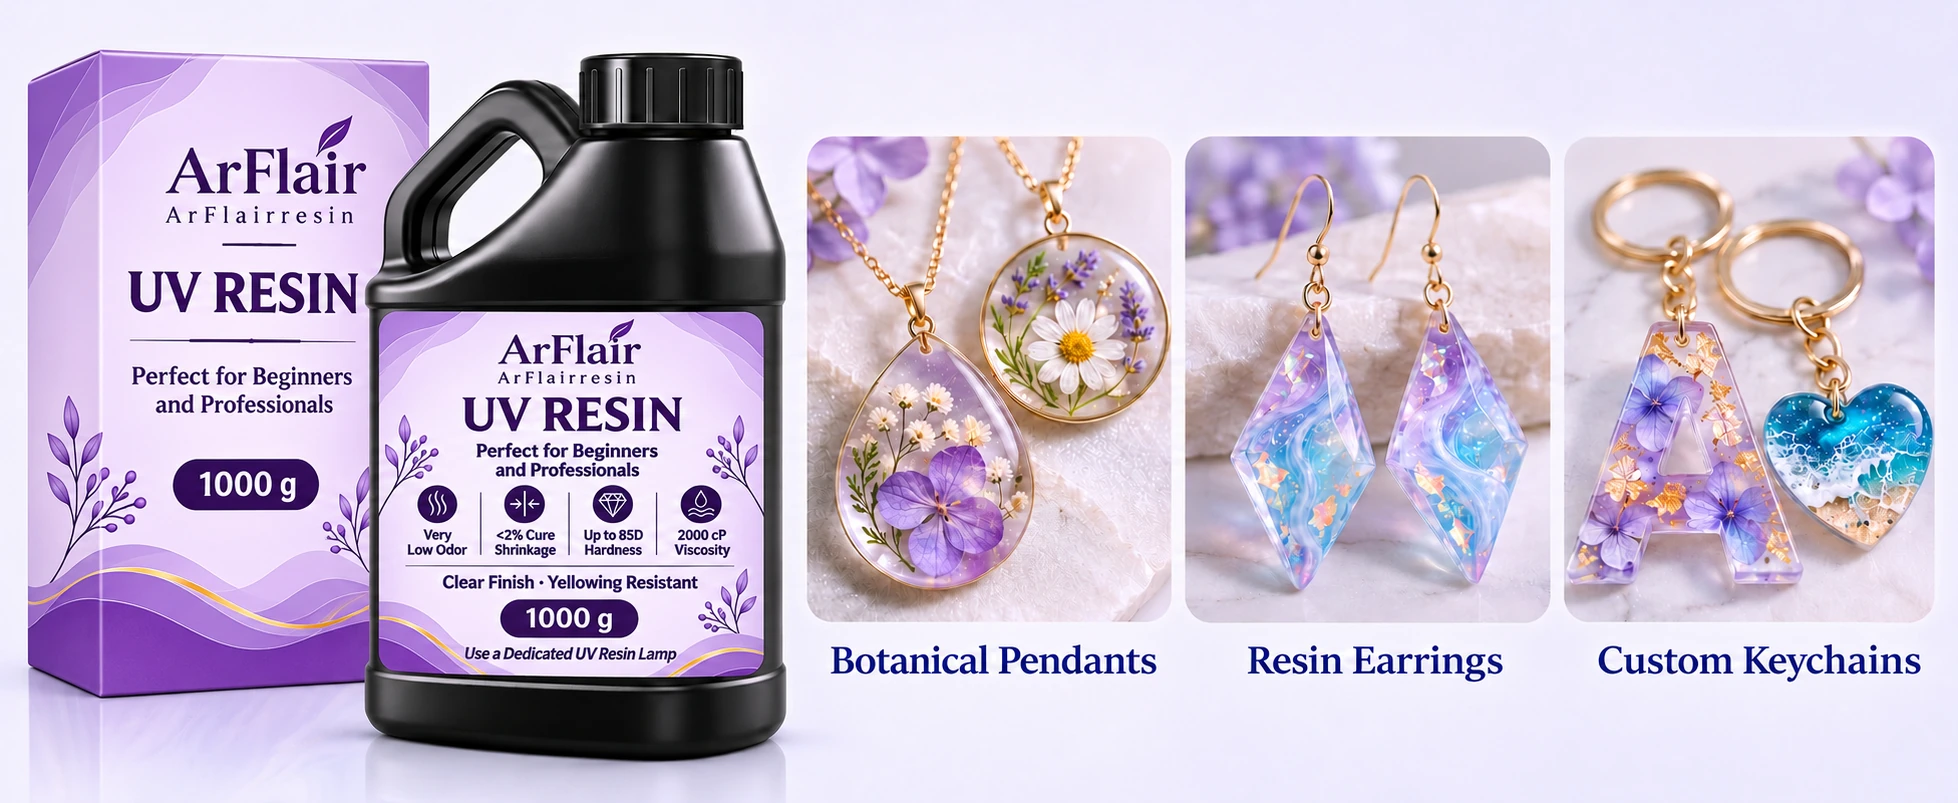 ArFlair
ArFlairresin
UV RESIN
Perfect for Beginners
and Professionals
1000 g
ArFlair
ArFlairresin
UV RESIN
Perfect for Beginners
and Professionals
Very
Low Odor
<2% Cure
Shrinkage
Up to 85D
Hardness
2000 cP
Viscosity
Clear Finish · Yellowing Resistant
1000 g
Use a Dedicated UV Resin Lamp
Botanical Pendants
Resin Earrings
Custom Keychains